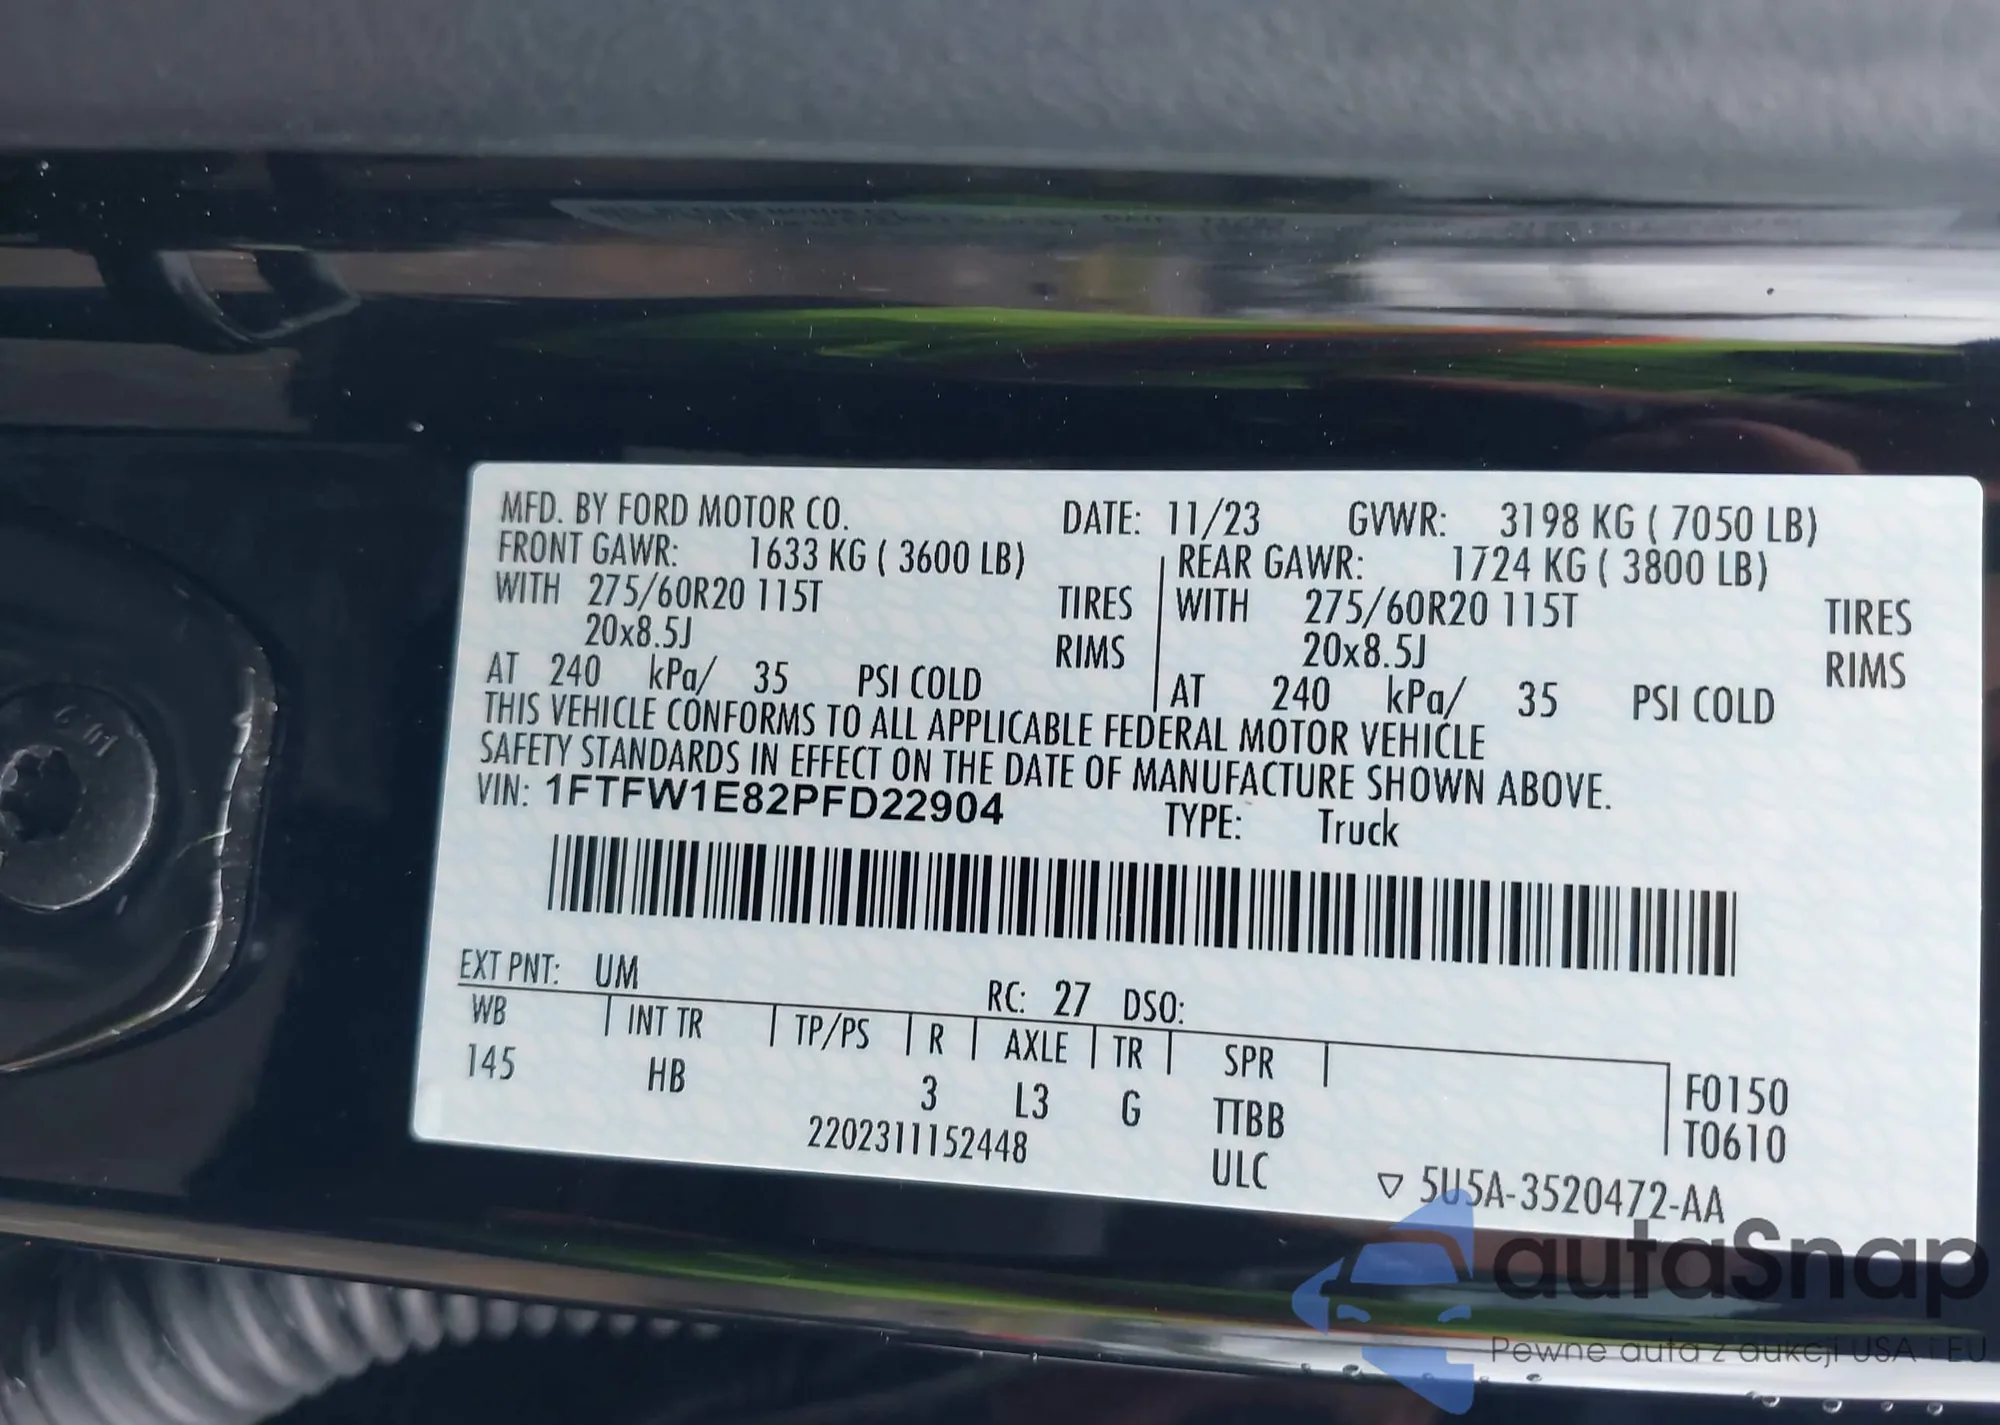 MFD. BY FORD MOTOR CO. DATE: 11/23 GVWR: 3198 KG ( 7050 LB)
FRONT GAWR: 1633 KG ( 3600 LB) REAR GAWR: 1724 KG ( 3800 LB)
WITH 275/60R20 115T TIRES WITH 275/60R20 115T TIRES
20x8.5J RIMS 20x8.5J RIMS
AT 240 kPa/ 35 PSI COLD AT 240 kPa/ 35 PSI COLD
THIS VEHICLE CONFORMS TO ALL APPLICABLE FEDERAL MOTOR VEHICLE
SAFETY STANDARDS IN EFFECT ON THE DATE OF MANUFACTURE SHOWN ABOVE.
VIN: 1FTFW1E82PFD22904 TYPE: Truck
EXT PNT: UM RC: 27 DSO:
WB INT TR TP/PS R AXLE TR SPR
145 HB 3 L3 G TTBB F0150
T0610
2202311152448 ULC 5U5A-3520472-AA
autaSnap
Pewne auta z aukcji USA i EU